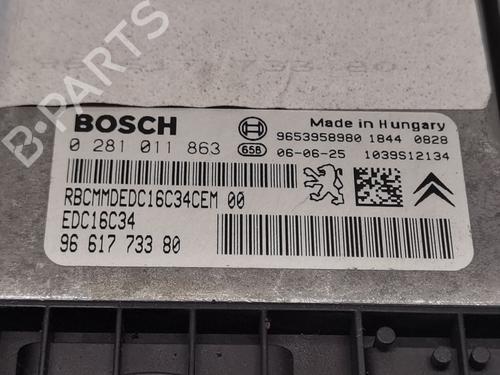 BOSCH
Made in Hungary
9653958980 1844 0828
0 281 011 863
658
06-06-25
1039S12134
RBCMMDEDC16C34CEM 00
EDC16C34
96 617 733 80
B-PARTS